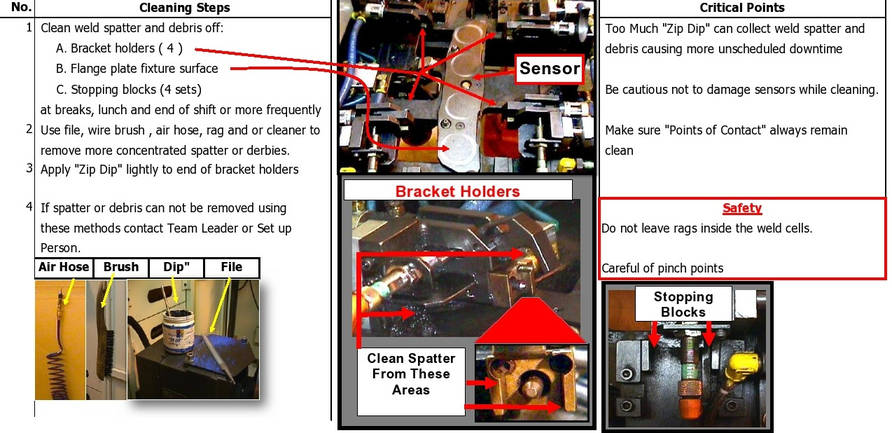 No. Cleaning Steps
1 Clean weld spatter and debris off:
A. Bracket holders ( 4 )
B. Flange plate fixture surface
C. Stopping blocks (4 sets)
at breaks, lunch and end of shift or more frequently
2 Use file, wire brush , air hose, rag and or cleaner to
remove more concentrated spatter or derbies.
3 Apply "Zip Dip" lightly to end of bracket holders
4 If spatter or debris can not be removed using
these methods contact Team Leader or Set up
Person.
Air Hose Brush Dip" File
Sensor
Bracket Holders
Clean Spatter
From These
Areas
Critical Points
Too Much "Zip Dip" can collect weld spatter and
debris causing more unscheduled downtime
Be cautious not to damage sensors while cleaning.
Make sure "Points of Contact" always remain
clean
Safety
Do not leave rags inside the weld cells.
Careful of pinch points
Stopping
Blocks